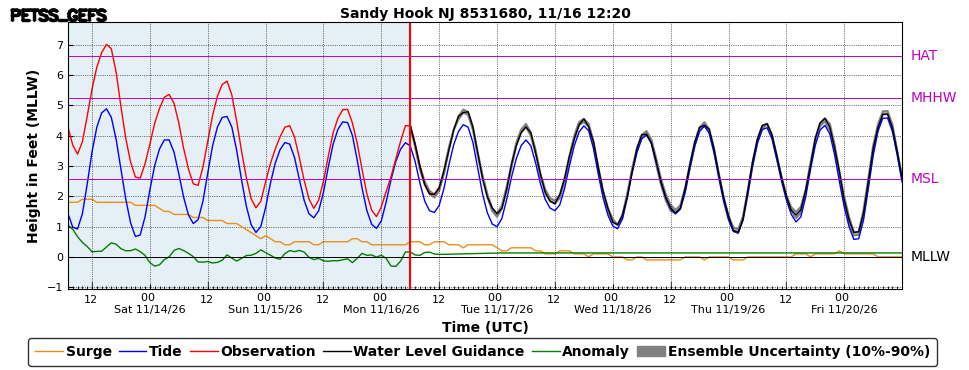 PETSS_GEFS
Sandy Hook NJ 8531680, 11/16 12:20
Height in Feet (MLLW)
7
6
5
4
3
2
1
0
−1
HAT
MHHW
MSL
MLLW
12 00 12 00 12 00 12 00 12 00 12 00 12 00
Sat 11/14/26 Sun 11/15/26 Mon 11/16/26 Tue 11/17/26 Wed 11/18/26 Thu 11/19/26 Fri 11/20/26
Time (UTC)
Surge Tide Observation Water Level Guidance Anomaly Ensemble Uncertainty (10%-90%)